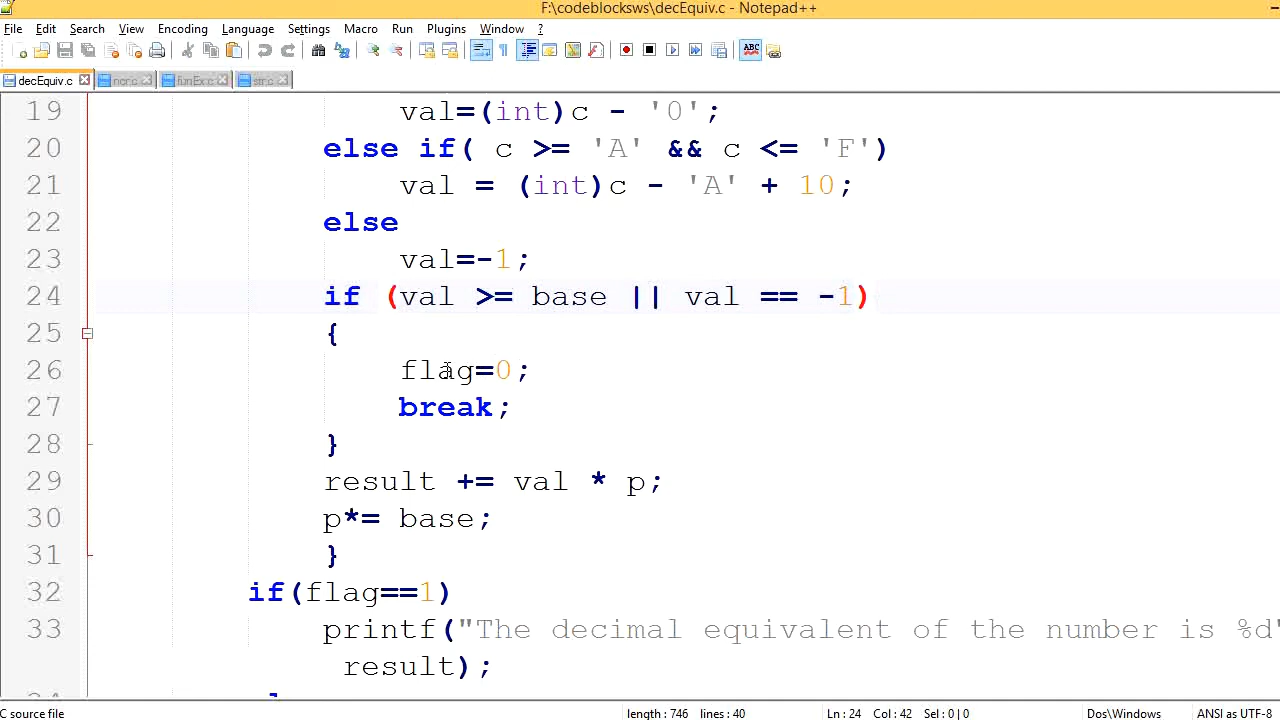 F:\codeblocksws\decEquiv.c - Notepad++
File Edit Search View Encoding Language Settings Macro Run Plugins Window ?
ABC
decEquiv.c ncr.c funEx.c str.c
19 val=(int)c - '0';
20 else if( c >= 'A' && c <= 'F')
21 val = (int)c - 'A' + 10;
22 else
23 val=-1;
24 if (val >= base || val == -1)
25 {
26 flag=0;
27 break;
28 }
29 result += val * p;
30 p*= base;
31 }
32 if(flag==1)
33 printf("The decimal equivalent of the number is %d"
result);
C source file length : 746 lines : 40 Ln : 24 Col : 42 Sel : 0 | 0 Dos\Windows ANSI as UTF-8